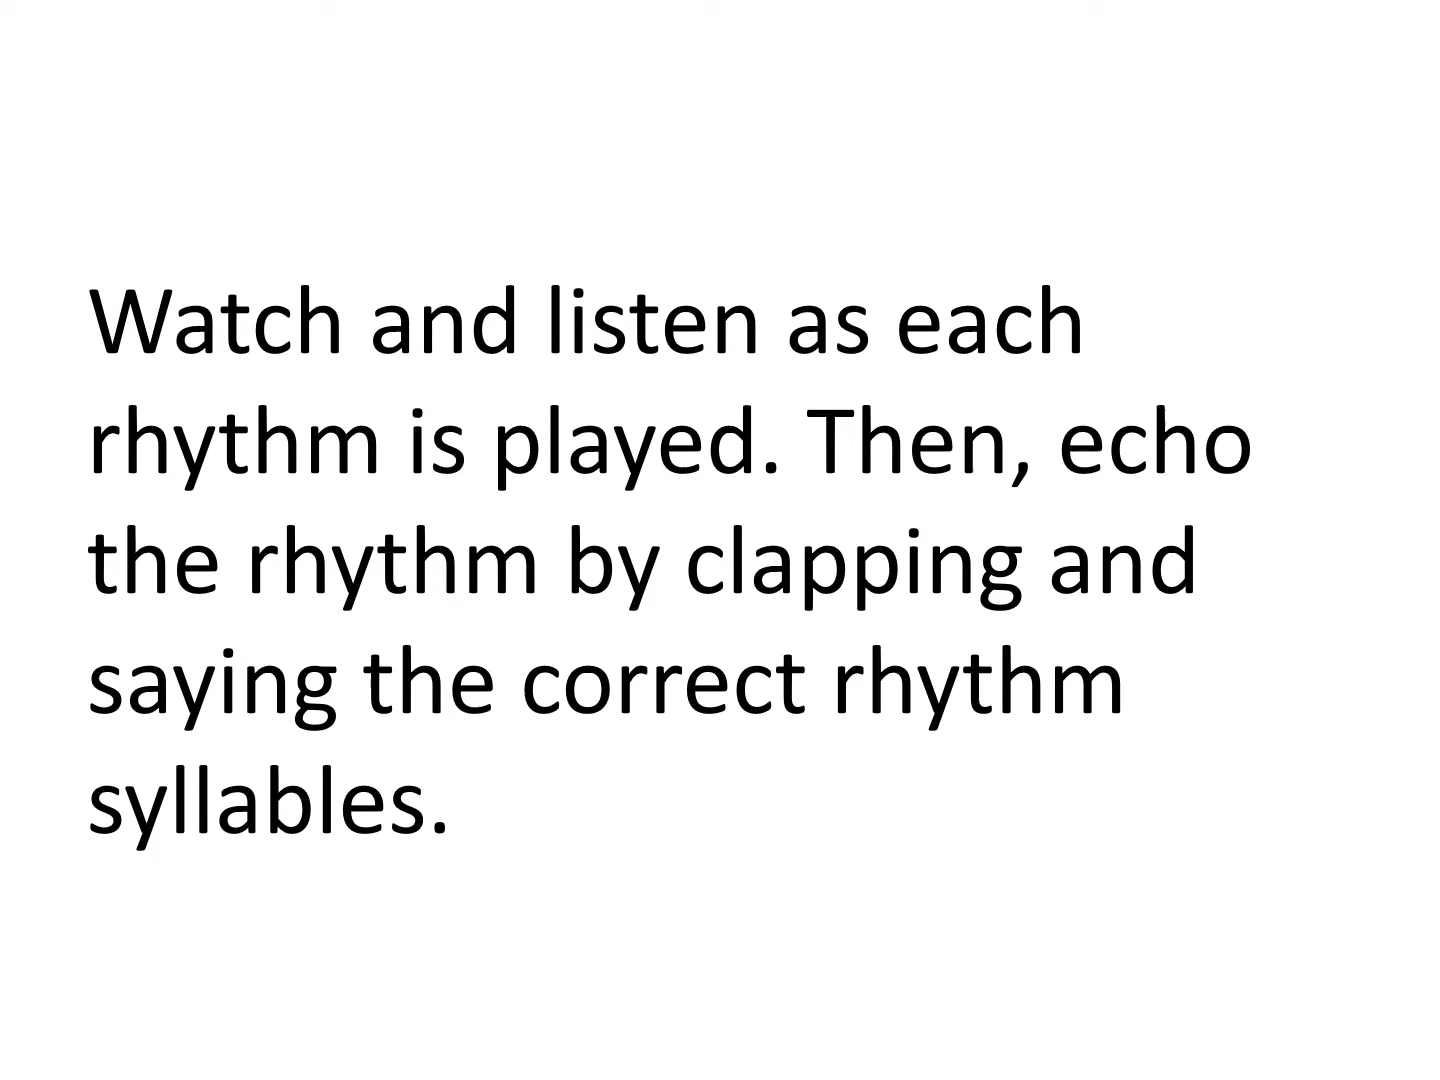 Watch and listen as each
rhythm is played. Then, echo
the rhythm by clapping and
saying the correct rhythm
syllables.